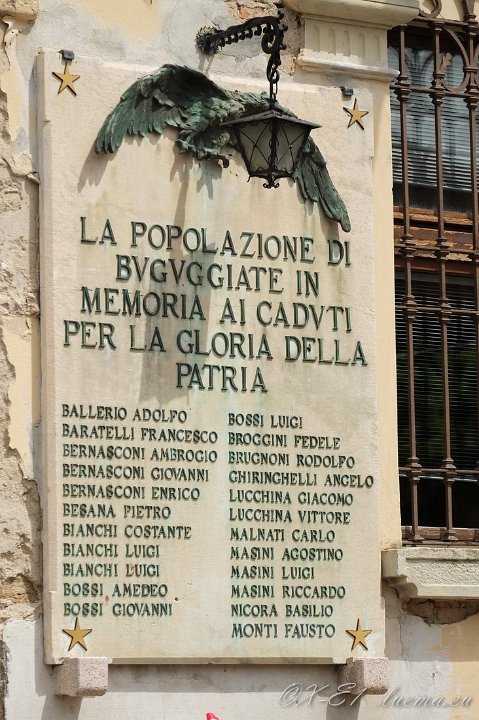 LA POPOLAZIONE DI
BVGVGGIATE IN
MEMORIA AI CADVTI
PER LA GLORIA DELLA
PATRIA
BALLERIO ADOLFO
BARATELLI FRANCESCO
BERNASCONI AMBROGIO
BERNASCONI GIOVANNI
BERNASCONI ENRICO
BESANA PIETRO
BIANCHI COSTANTE
BIANCHI LUIGI
BIANCHI LUIGI
BOSSI AMEDEO
BOSSI GIOVANNI
BOSSI LUIGI
BROGGINI FEDELE
BRUGNONI RODOLFO
GHIRINGHELLI ANGELO
LUCCHINA GIACOMO
LUCCHINA VITTORE
MALNATI CARLO
MASINI AGOSTINO
MASINI LUIGI
MASINI RICCARDO
NICORA BASILIO
MONTI FAUSTO
©X-E1 luema.eu